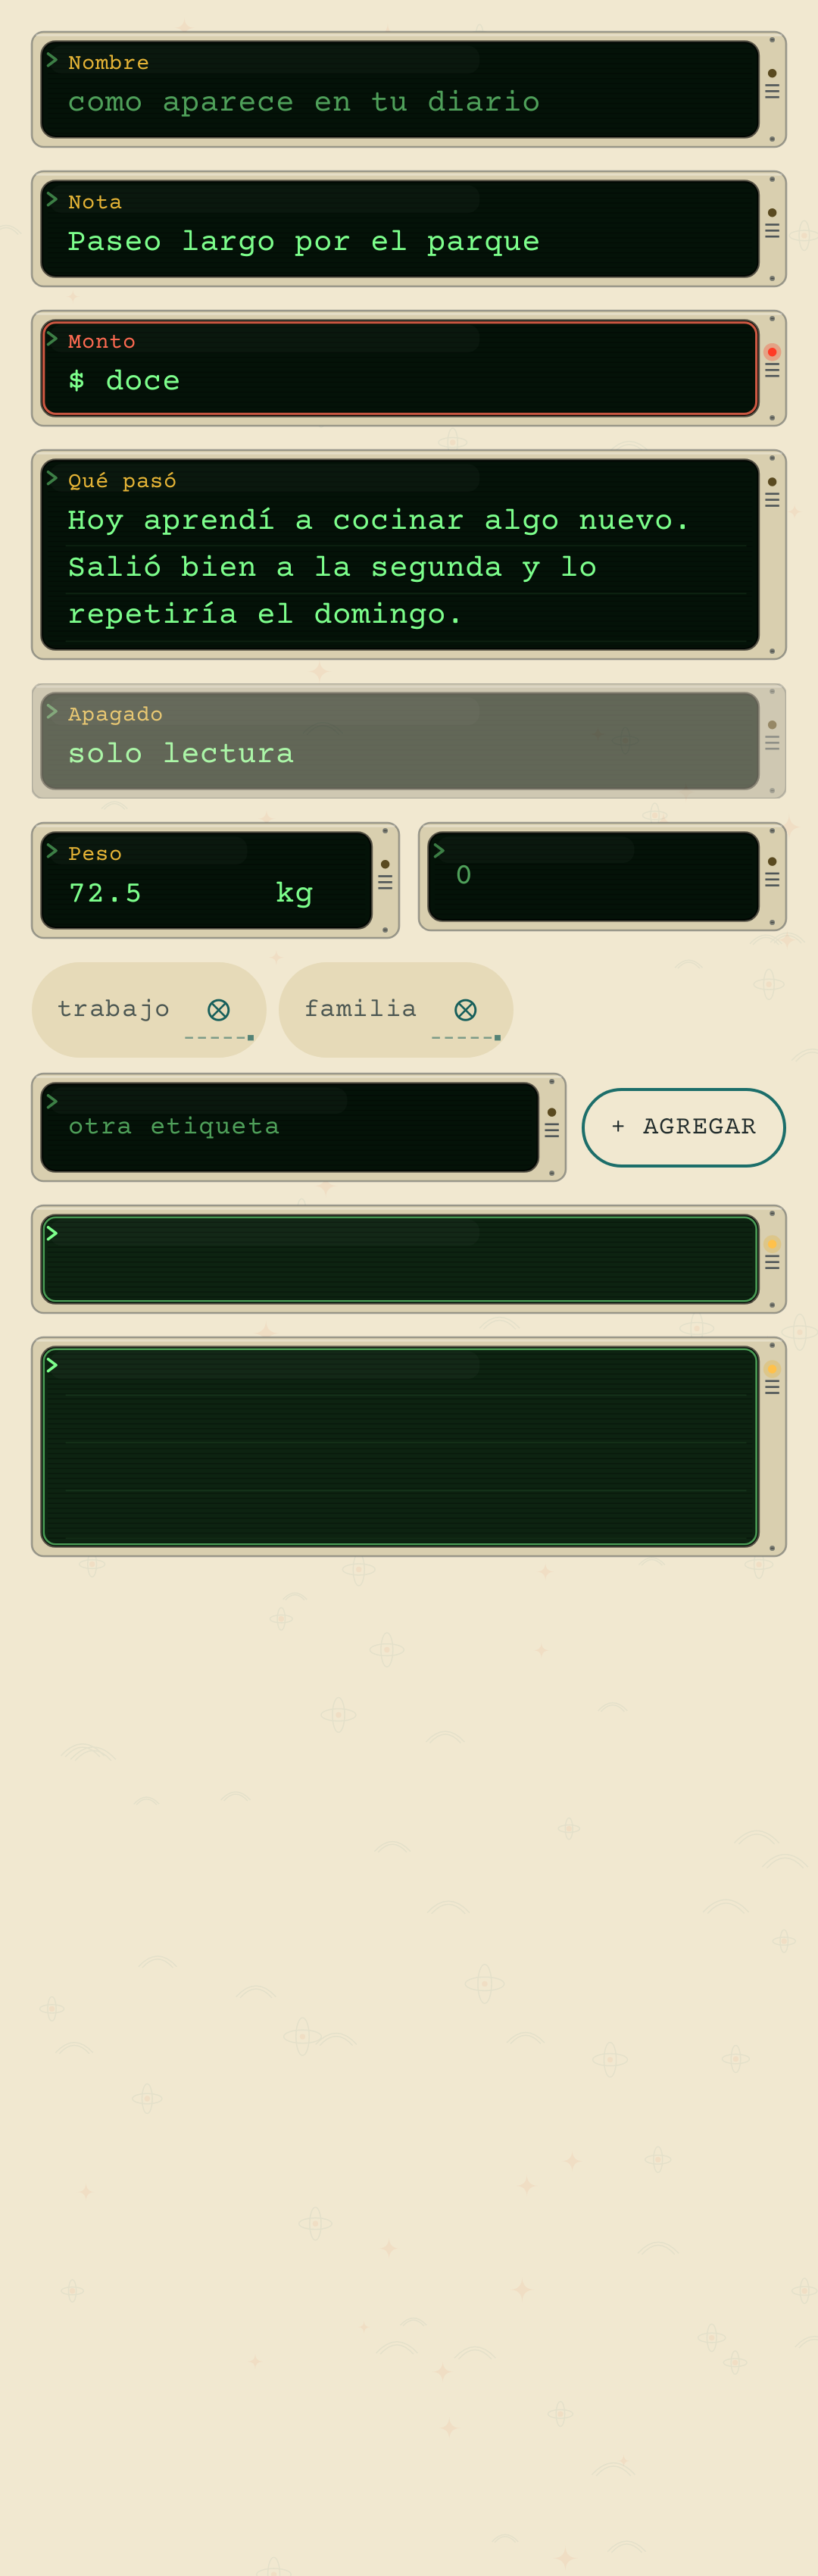 Nombre
como aparece en tu diario
Nota
Paseo largo por el parque
Monto
$ doce
Qué pasó
Hoy aprendí a cocinar algo nuevo.
Salió bien a la segunda y lo
repetiría el domingo.
Apagado
solo lectura
Peso
72.5 kg
0
trabajo
familia
otra etiqueta
+ AGREGAR